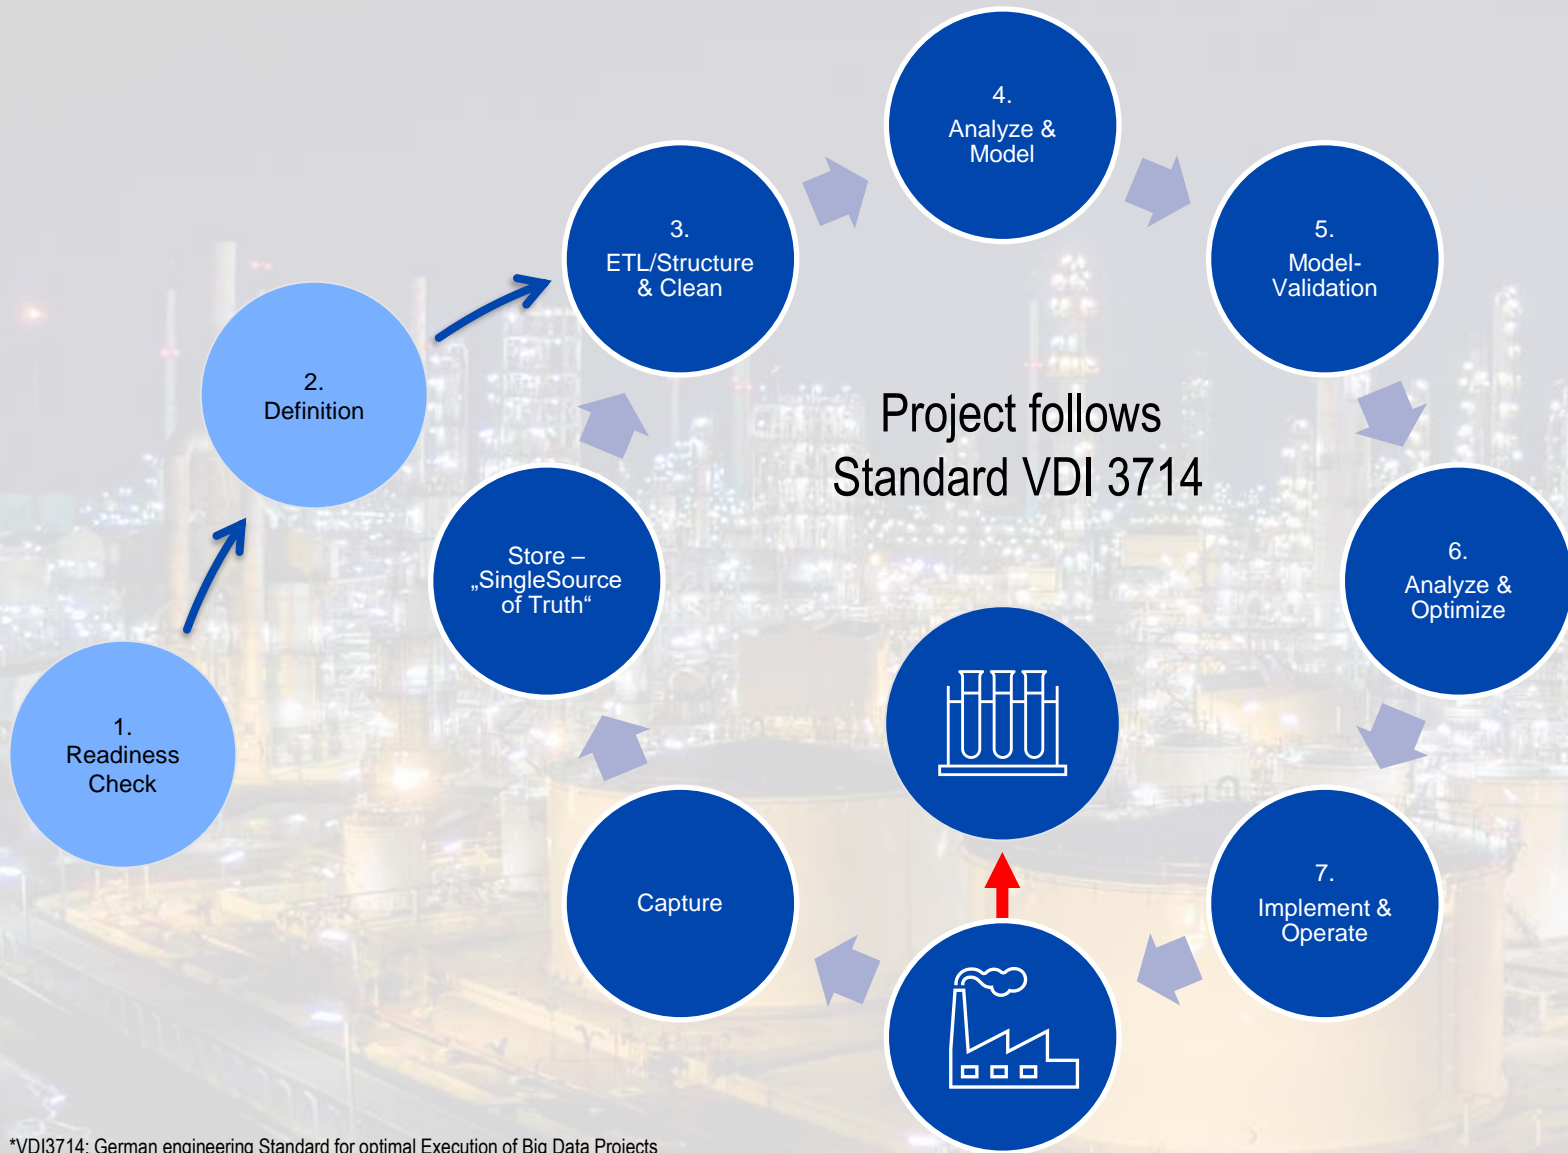 1.
Readiness
Check
2.
Definition
3.
ETL/Structure
& Clean
4.
Analyze &
Model
5.
Model-
Validation
6.
Analyze &
Optimize
7.
Implement &
Operate
Capture
Store –
„SingleSource
of Truth“
Project follows
Standard VDI 3714
*VDI3714: German engineering Standard for optimal Execution of Big Data Projects